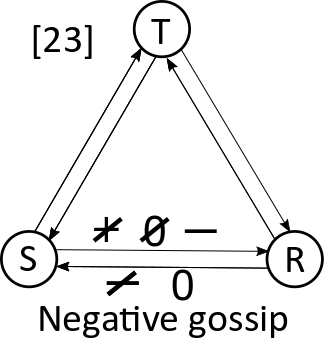 T
[23]
+̸ 0̸ −
S R
−̸ 0
Negative gossip